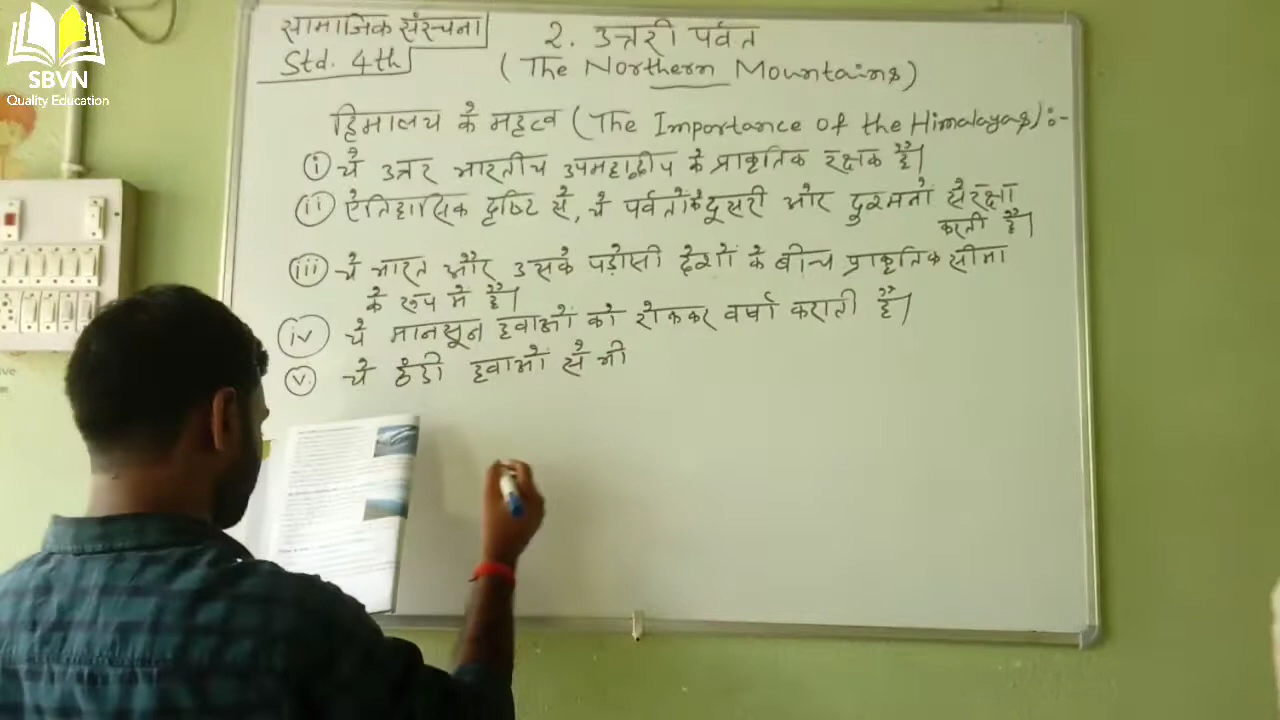 SBVN
Quality Education
सामाजिक संरचना
Std. 4th
2. उत्तरी पर्वत
(The Northern Mountains)
हिमालय के महत्व (The Importance of the Himalayas):-
(i) ये उत्तर भारतीय उपमहाद्वीप के प्राकृतिक रक्षक हैं।
(ii) ऐतिहासिक दृष्टि से, ये पर्वतों के दूसरी ओर दुश्मनों से रक्षा
करती हैं।
(iii) ये भारत और उसके पड़ोसी देशों के बीच प्राकृतिक सीमा
के रूप में हैं।
(iv) ये मानसून हवाओं को रोककर वर्षा कराती हैं।
(v) ये ठंडी हवाओं से भी